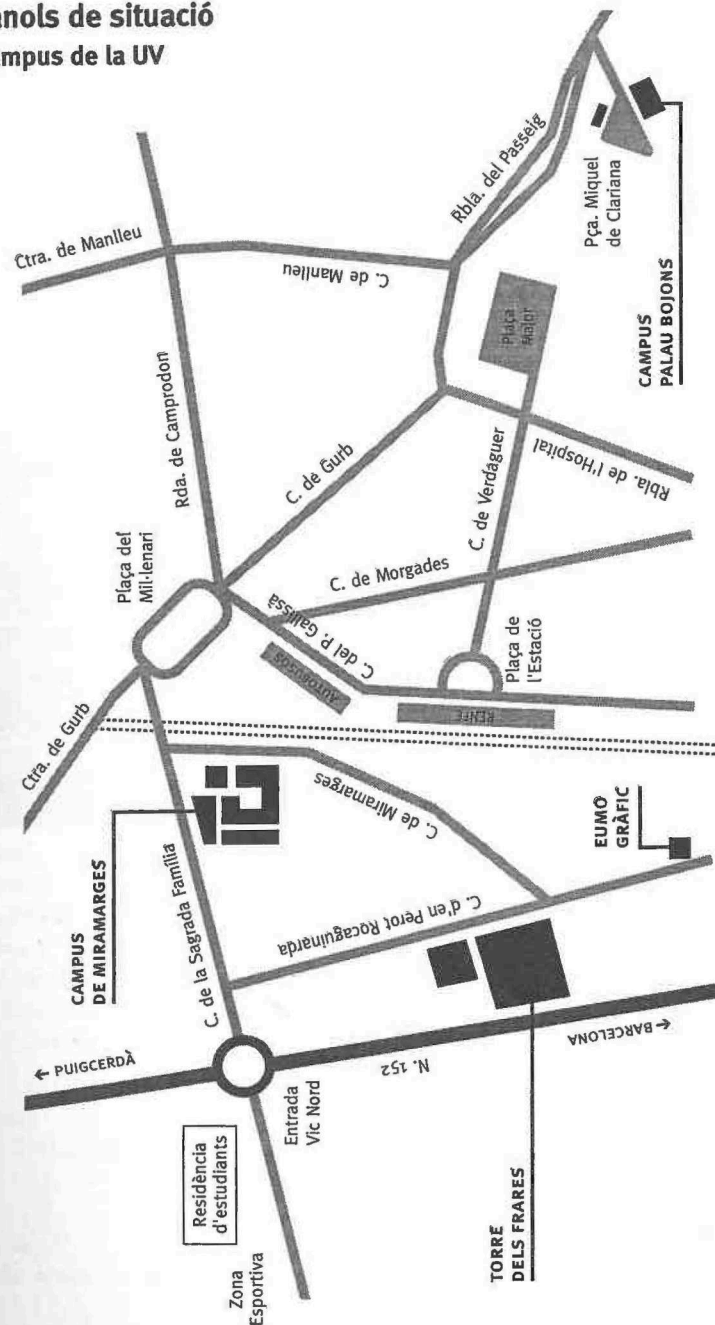 anols de situació
mpus de la UV
Ctra. de Manlleu
C. de Manlleu
Rbla. del Passeig
Pça. Miquel
de Clariana
CAMPUS
PALAU BOJONS
Plaça
Major
Rda. de Camprodon
C. de Gurb
C. de Verdaguer
Rbla. de l'Hospital
Plaça del
Mil·lenari
C. de Morgades
C. del P. Gallissà
AUTOBUSOS
Plaça de
l'Estació
RENFE
Ctra. de Gurb
CAMPUS
DE MIRAMARGES
C. de Miramarges
C. de la Sagrada Família
C. d'en Perot Rocaguinarda
EUMO
GRÀFIC
← PUIGCERDÀ
N. 152
← BARCELONA
Entrada
Vic Nord
Residència
d'estudiants
Zona
Esportiva
TORRE
DELS FRARES